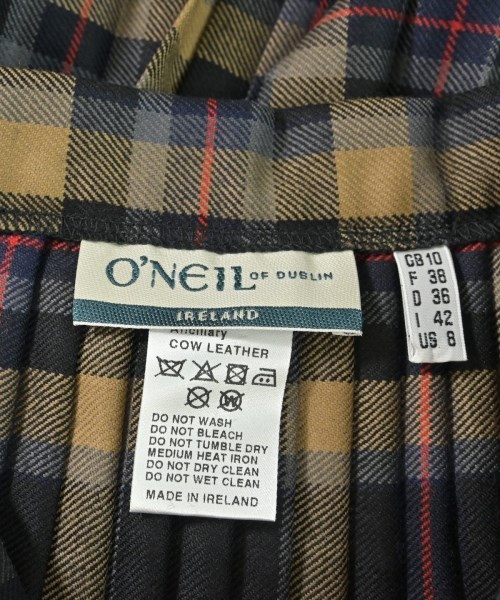 O'NEIL OF DUBLIN
IRELAND
GB 10
F 38
D 36
I 42
US 8
Ancillary
COW LEATHER
W
DO NOT WASH
DO NOT BLEACH
DO NOT TUMBLE DRY
MEDIUM HEAT IRON
DO NOT DRY CLEAN
DO NOT WET CLEAN
MADE IN IRELAND